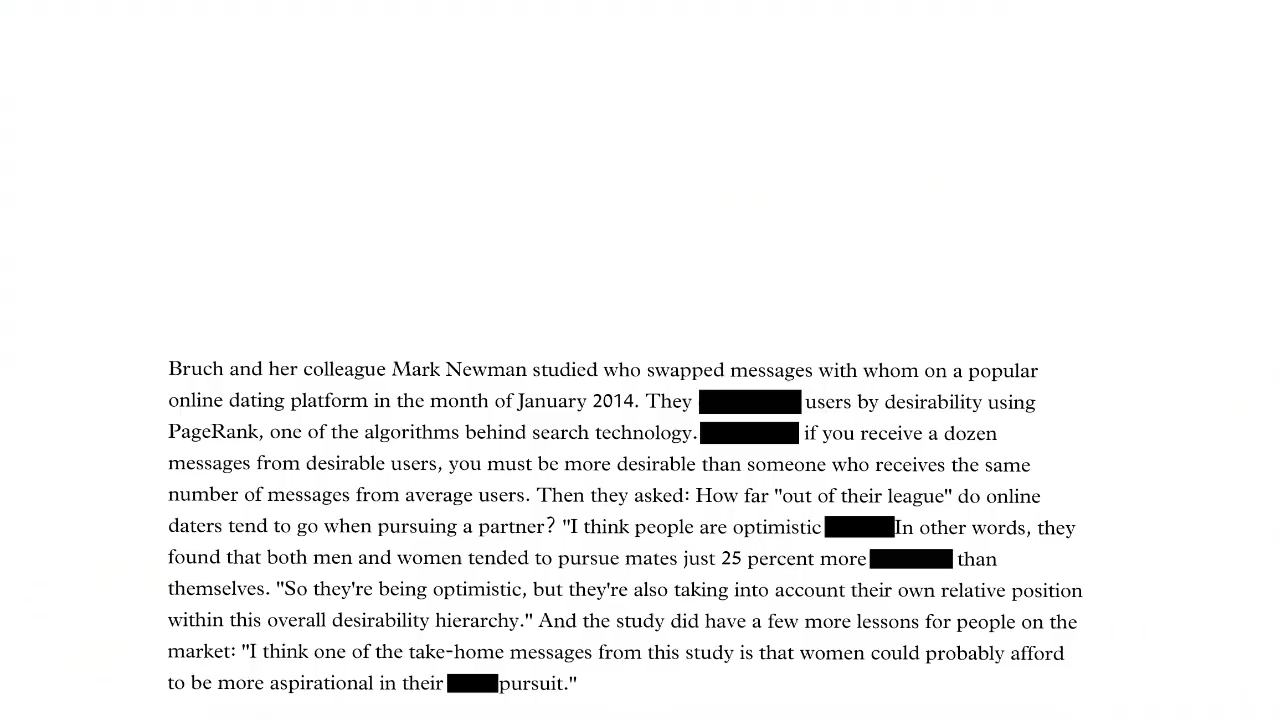 Bruch and her colleague Mark Newman studied who swapped messages with whom on a popular
online dating platform in the month of January 2014. They users by desirability using
PageRank, one of the algorithms behind search technology. if you receive a dozen
messages from desirable users, you must be more desirable than someone who receives the same
number of messages from average users. Then they asked: How far "out of their league" do online
daters tend to go when pursuing a partner? "I think people are optimistic In other words, they
found that both men and women tended to pursue mates just 25 percent more than
themselves. "So they're being optimistic, but they're also taking into account their own relative position
within this overall desirability hierarchy." And the study did have a few more lessons for people on the
market: "I think one of the take-home messages from this study is that women could probably afford
to be more aspirational in their pursuit."